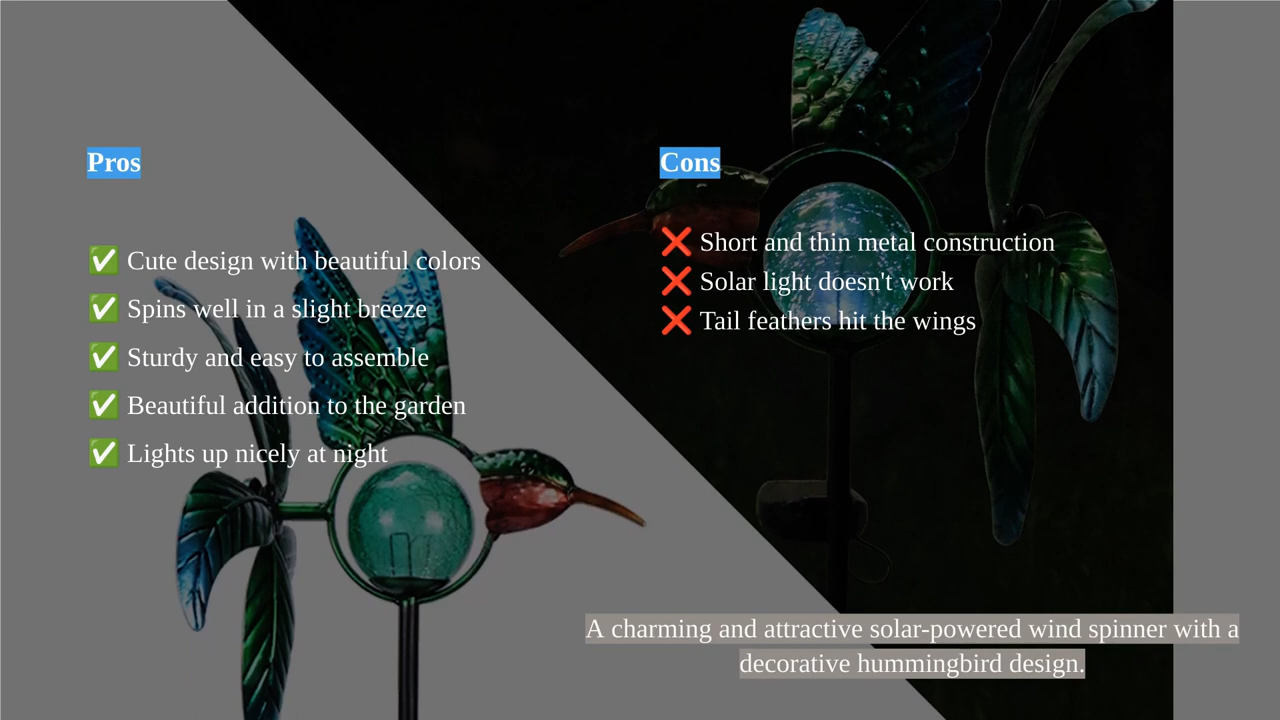 Pros
✅ Cute design with beautiful colors
✅ Spins well in a slight breeze
✅ Sturdy and easy to assemble
✅ Beautiful addition to the garden
✅ Lights up nicely at night
Cons
❌ Short and thin metal construction
❌ Solar light doesn't work
❌ Tail feathers hit the wings
A charming and attractive solar-powered wind spinner with a
decorative hummingbird design.